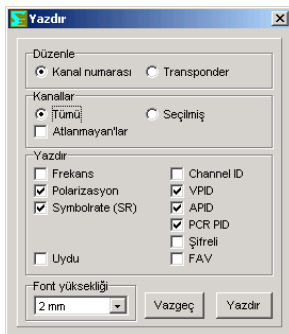 Yazdır
Düzenle
Kanal numarası Transponder
Kanallar
Tümü Seçilmiş
Atlanmayan'lar
Yazdır
Frekans Channel ID
Polarizasyon VPID
Symbolrate (SR) APID
PCR PID
Şifreli
Uydu FAV
Font yüksekliği
2 mm Vazgeç Yazdır